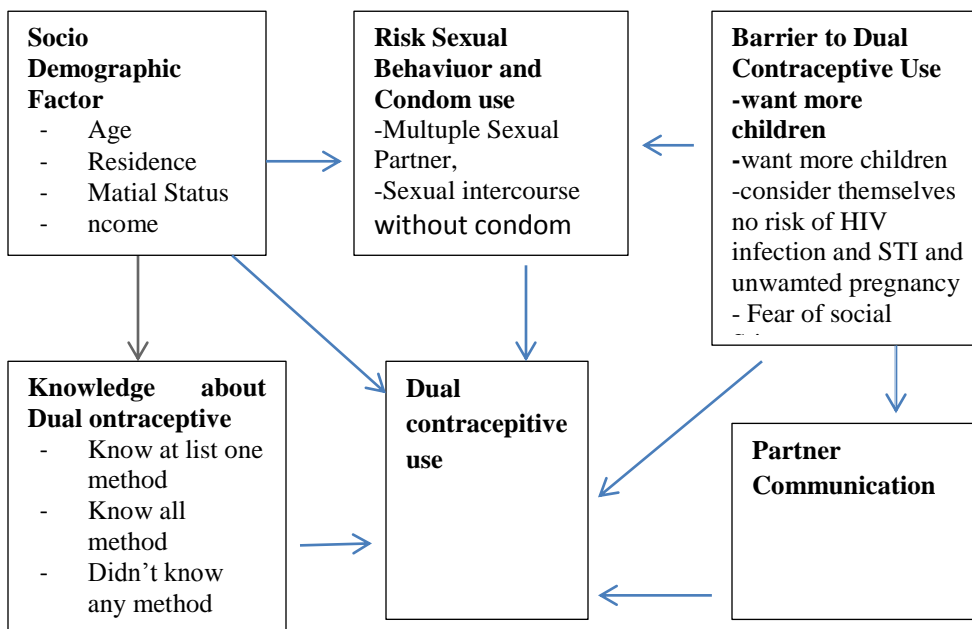 Socio
Demographic
Factor
- Age
- Residence
- Matial Status
- ncome
Risk Sexual
Behaviuor and
Condom use
-Multuple Sexual
Partner,
-Sexual intercourse
without condom
Barrier to Dual
Contraceptive Use
-want more
children
-want more children
-consider themselves
no risk of HIV
infection and STI and
unwamted pregnancy
- Fear of social
Knowledge about
Dual ontraceptive
- Know at list one
method
- Know all
method
- Didn't know
any method
Dual
contracepitive
use
Partner
Communication